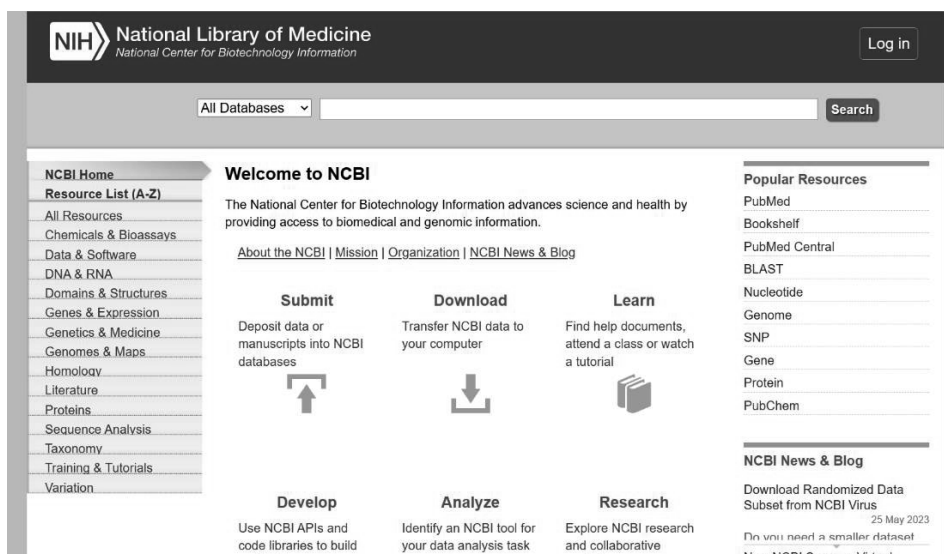 NIH
National Library of Medicine
National Center for Biotechnology Information
Log in
All Databases
Search
NCBI Home
Resource List (A-Z)
All Resources
Chemicals & Bioassays
Data & Software
DNA & RNA
Domains & Structures
Genes & Expression
Genetics & Medicine
Genomes & Maps
Homology
Literature
Proteins
Sequence Analysis
Taxonomy
Training & Tutorials
Variation
Welcome to NCBI
The National Center for Biotechnology Information advances science and health by
providing access to biomedical and genomic information.
About the NCBI | Mission | Organization | NCBI News & Blog
Submit
Deposit data or
manuscripts into NCBI
databases
Download
Transfer NCBI data to
your computer
Learn
Find help documents,
attend a class or watch
a tutorial
Develop
Use NCBI APIs and
code libraries to build
Analyze
Identify an NCBI tool for
your data analysis task
Research
Explore NCBI research
and collaborative
Popular Resources
PubMed
Bookshelf
PubMed Central
BLAST
Nucleotide
Genome
SNP
Gene
Protein
PubChem
NCBI News & Blog
Download Randomized Data
Subset from NCBI Virus
25 May 2023
Do you need a smaller dataset